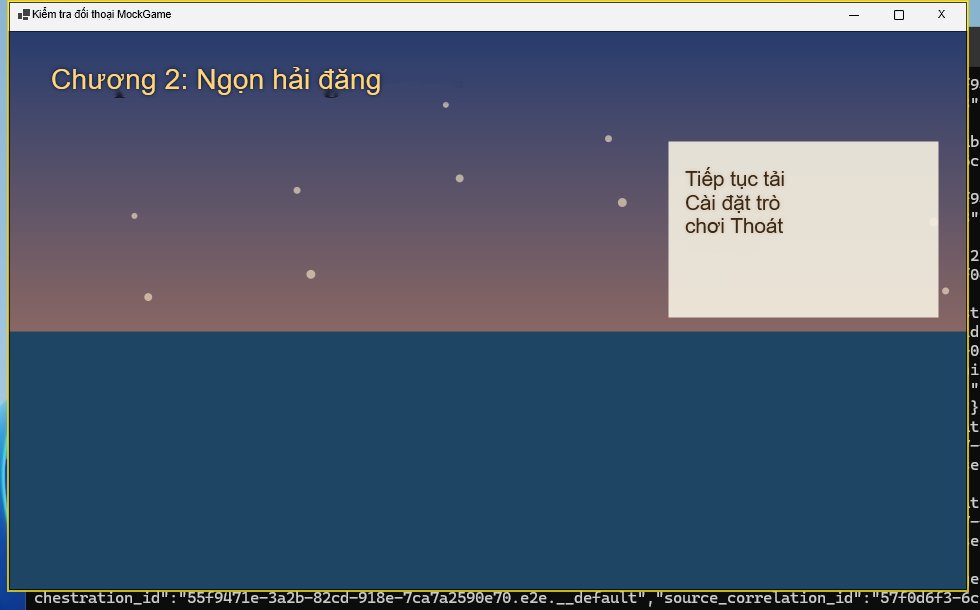 Kiểm tra đối thoại MockGame
Chương 2: Ngọn hải đăng
Tiếp tục tải
Cài đặt trò
chơi Thoát
chestration_id":"55f9471e-3a2b-82cd-918e-7ca7a2590e70.e2e.__default","source_correlation_id":"57f0d6f3-6